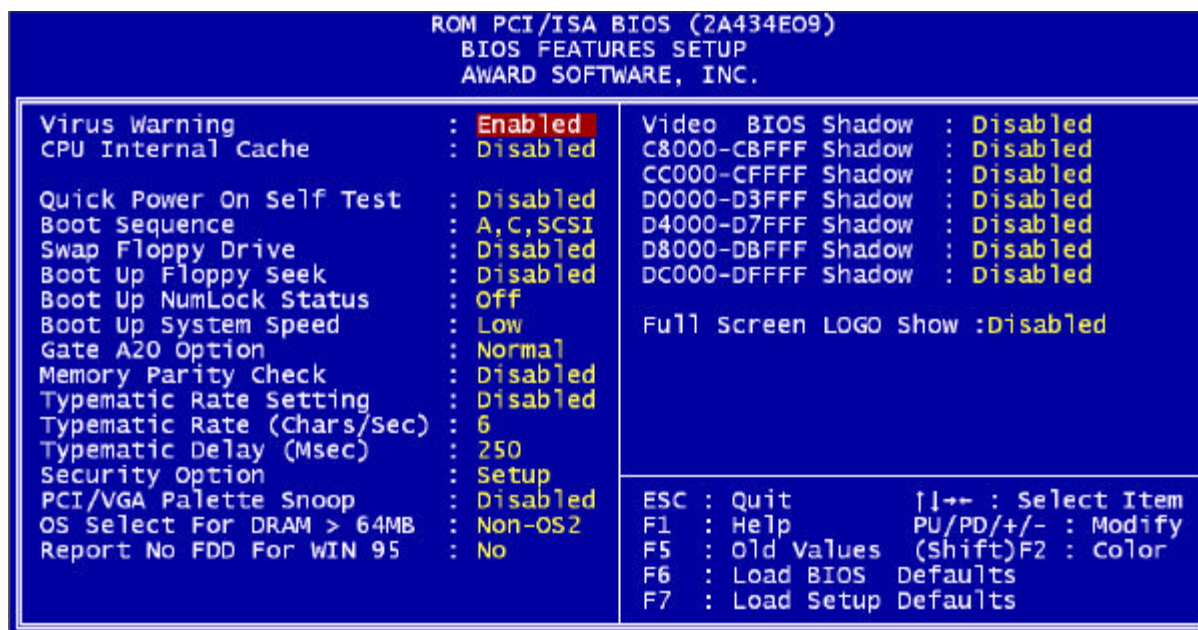 ROM PCI/ISA BIOS (2A434EO9)
BIOS FEATURES SETUP
AWARD SOFTWARE, INC.
Virus Warning : Enabled
CPU Internal Cache : Disabled
Quick Power On Self Test : Disabled
Boot Sequence : A,C,SCSI
Swap Floppy Drive : Disabled
Boot Up Floppy Seek : Disabled
Boot Up NumLock Status : Off
Boot Up System Speed : Low
Gate A20 Option : Normal
Memory Parity Check : Disabled
Typematic Rate Setting : Disabled
Typematic Rate (Chars/Sec) : 6
Typematic Delay (Msec) : 250
Security Option : Setup
PCI/VGA Palette Snoop : Disabled
OS Select For DRAM > 64MB : Non-OS2
Report No FDD For WIN 95 : No
Video BIOS Shadow : Disabled
C8000-CBFFF Shadow : Disabled
CC000-CFFFF Shadow : Disabled
D0000-D3FFF Shadow : Disabled
D4000-D7FFF Shadow : Disabled
D8000-DBFFF Shadow : Disabled
DC000-DFFFF Shadow : Disabled
Full Screen LOGO Show :Disabled
ESC : Quit ↑↓→← : Select Item
F1 : Help PU/PD/+/- : Modify
F5 : Old Values (Shift)F2 : Color
F6 : Load BIOS Defaults
F7 : Load Setup Defaults